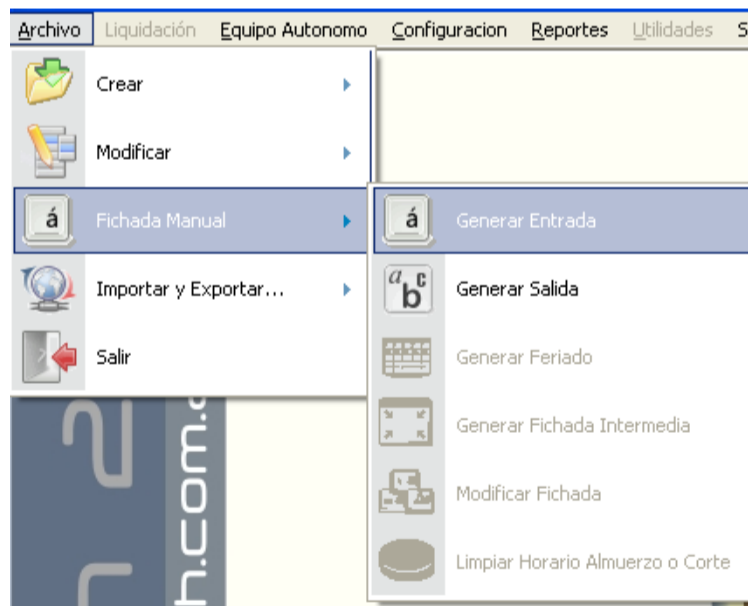 Archivo Liquidación Equipo Autonomo Configuracion Reportes Utilidades S
Crear
Modificar
á Fichada Manual
á Generar Entrada
Importar y Exportar...
a b c Generar Salida
Salir
Generar Feriado
Generar Fichada Intermedia
Modificar Fichada
Limpiar Horario Almuerzo o Corte
n 2
h.com.